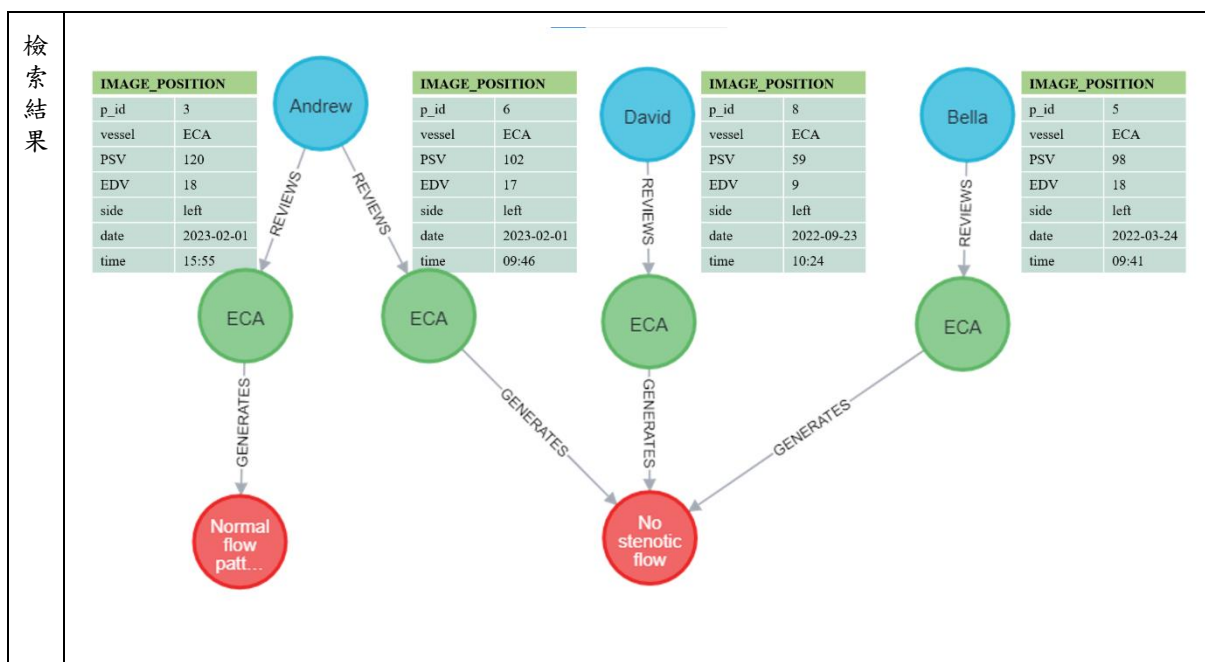 檢索結果
IMAGE_POSITION
p_id 3
vessel ECA
PSV 120
EDV 18
side left
date 2023-02-01
time 15:55
Andrew
IMAGE_POSITION
p_id 6
vessel ECA
PSV 102
EDV 17
side left
date 2023-02-01
time 09:46
David
IMAGE_POSITION
p_id 8
vessel ECA
PSV 59
EDV 9
side left
date 2022-09-23
time 10:24
Bella
IMAGE_POSITION
p_id 5
vessel ECA
PSV 98
EDV 18
side left
date 2022-03-24
time 09:41
REVIEWS
REVIEWS
REVIEWS
REVIEWS
ECA
ECA
ECA
ECA
GENERATES
GENERATES
GENERATES
GENERATES
Normal
flow
patt...
No
stenotic
flow